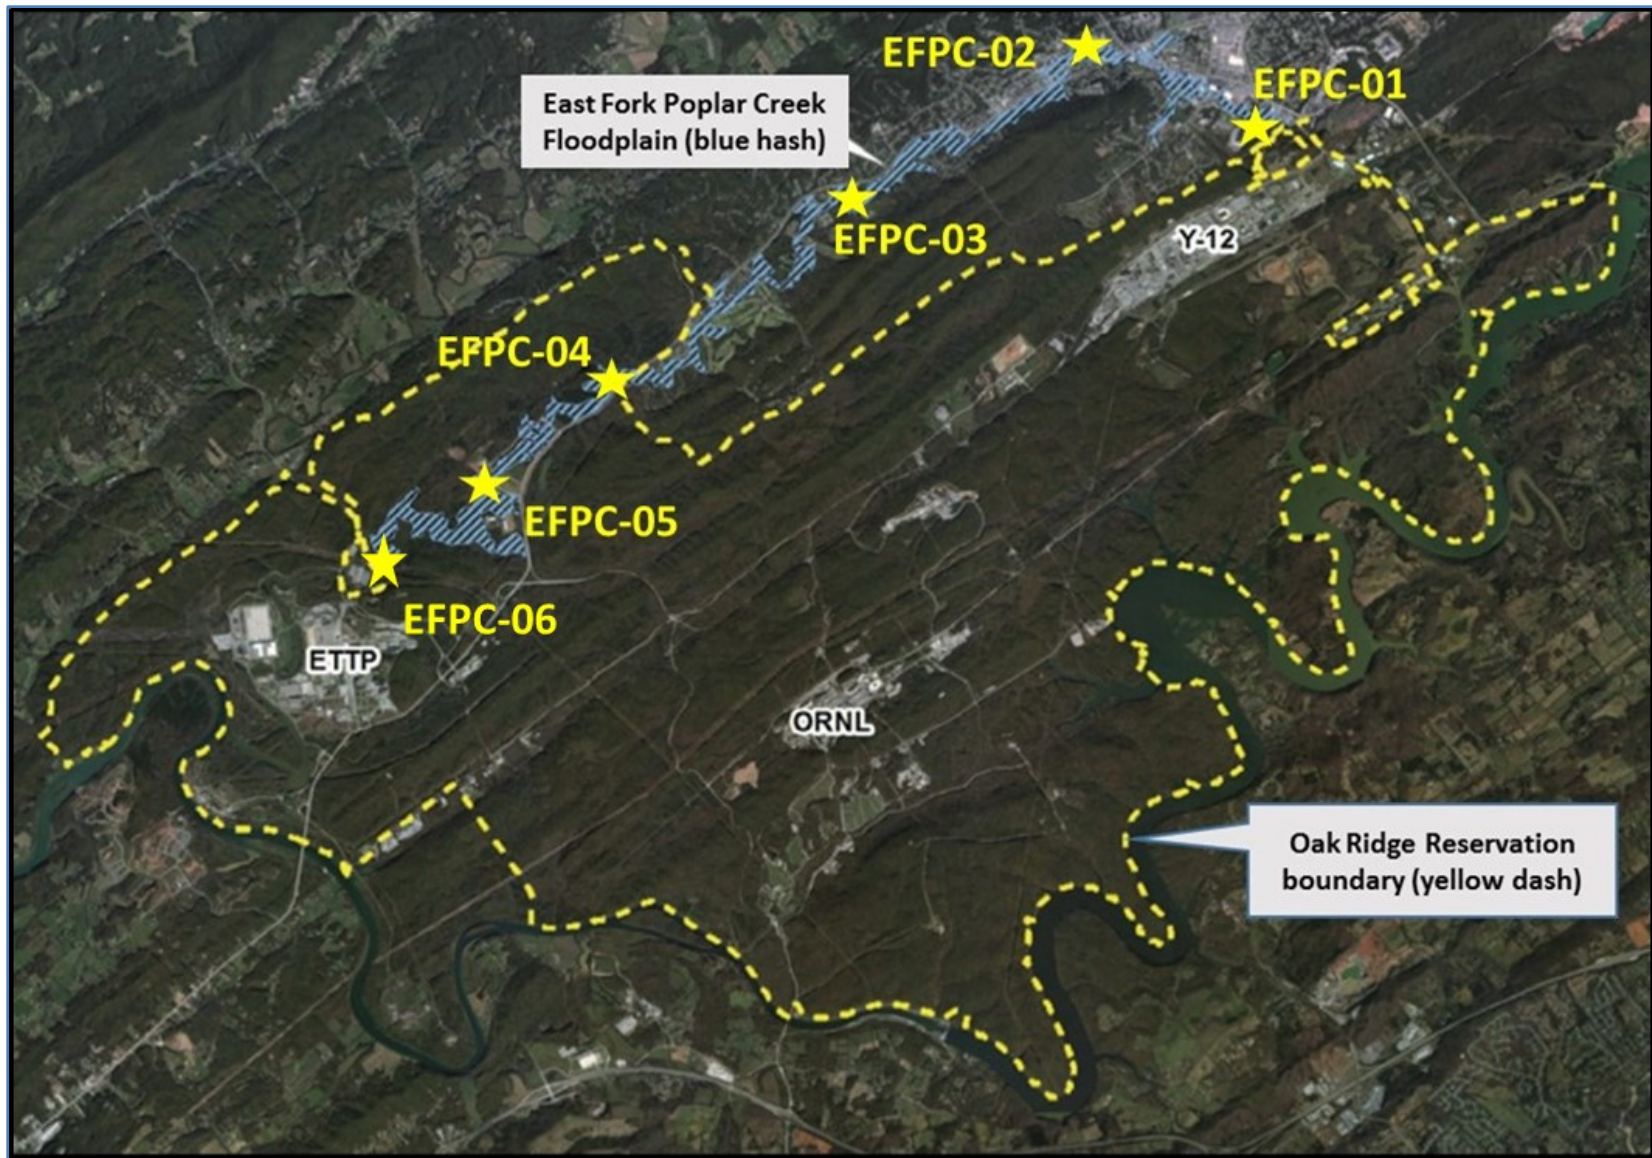 EFPC-02
EFPC-01
East Fork Poplar Creek
Floodplain (blue hash)
EFPC-03
Y-12
EFPC-04
EFPC-05
EFPC-06
ETTP
ORNL
Oak Ridge Reservation
boundary (yellow dash)